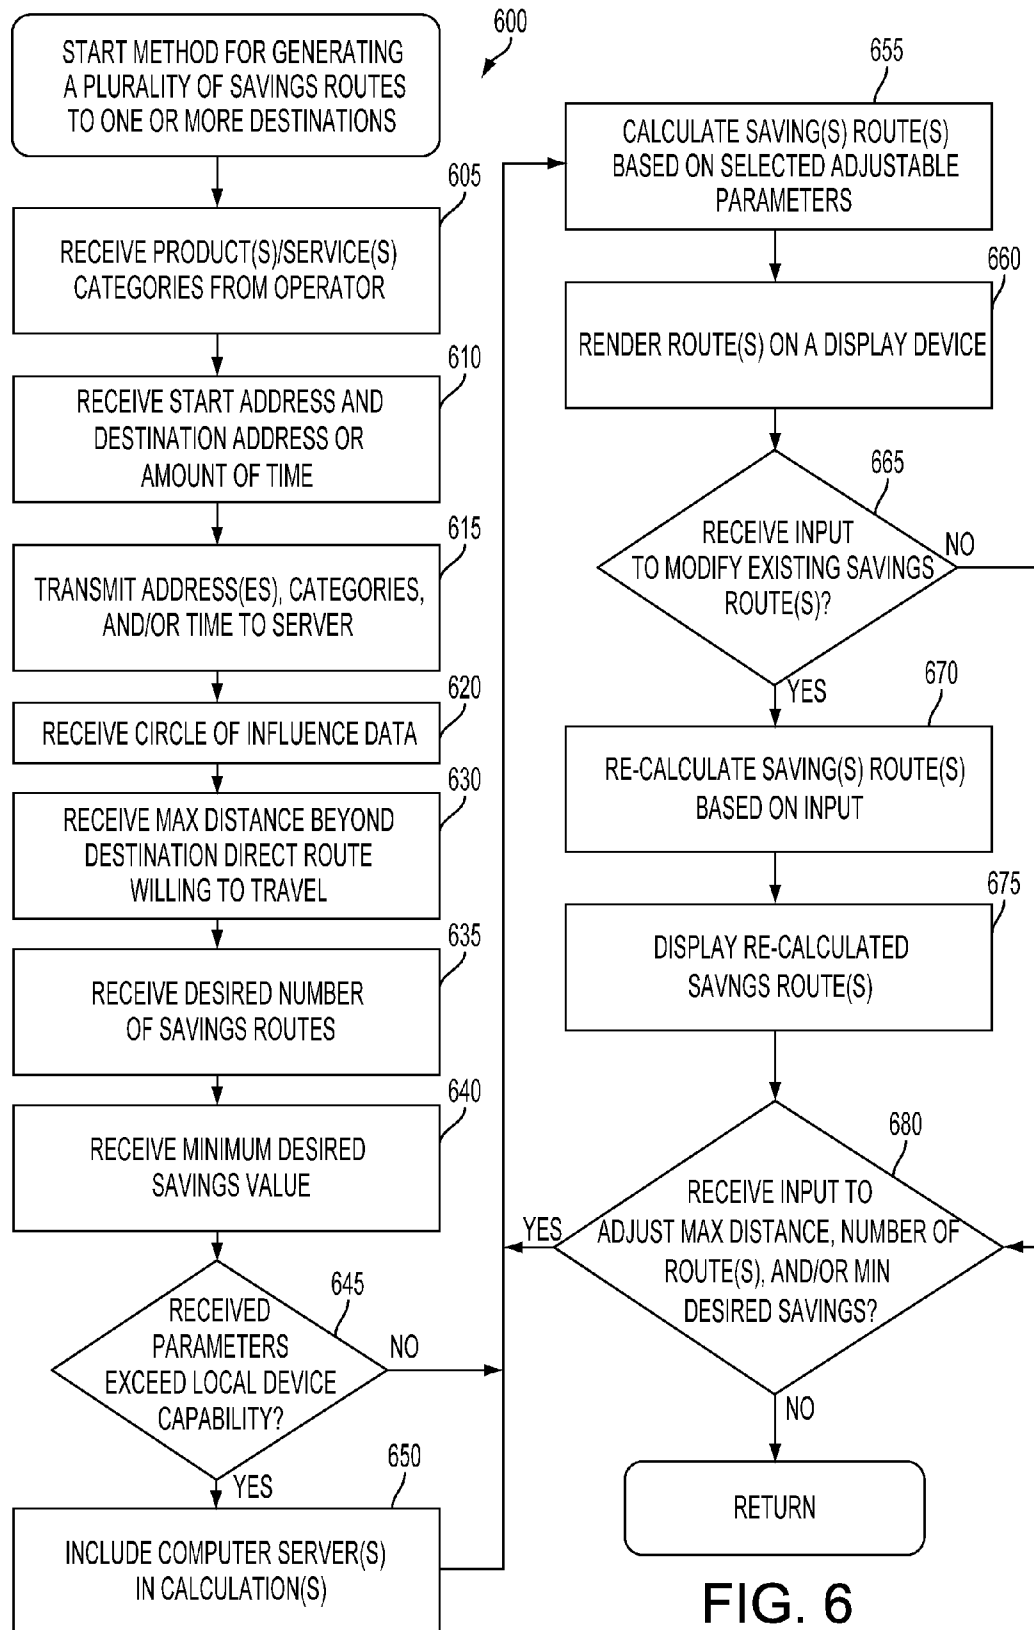 600
START METHOD FOR GENERATING
A PLURALITY OF SAVINGS ROUTES
TO ONE OR MORE DESTINATIONS
605
RECEIVE PRODUCT(S)/SERVICE(S)
CATEGORIES FROM OPERATOR
610
RECEIVE START ADDRESS AND
DESTINATION ADDRESS OR
AMOUNT OF TIME
615
TRANSMIT ADDRESS(ES), CATEGORIES,
AND/OR TIME TO SERVER
620
RECEIVE CIRCLE OF INFLUENCE DATA
630
RECEIVE MAX DISTANCE BEYOND
DESTINATION DIRECT ROUTE
WILLING TO TRAVEL
635
RECEIVE DESIRED NUMBER
OF SAVINGS ROUTES
640
RECEIVE MINIMUM DESIRED
SAVINGS VALUE
645
RECEIVED
PARAMETERS
EXCEED LOCAL DEVICE
CAPABILITY?
NO
YES
650
INCLUDE COMPUTER SERVER(S)
IN CALCULATION(S)
655
CALCULATE SAVING(S) ROUTE(S)
BASED ON SELECTED ADJUSTABLE
PARAMETERS
660
RENDER ROUTE(S) ON A DISPLAY DEVICE
665
RECEIVE INPUT
TO MODIFY EXISTING SAVINGS
ROUTE(S)?
NO
YES
670
RE-CALCULATE SAVING(S) ROUTE(S)
BASED ON INPUT
675
DISPLAY RE-CALCULATED
SAVNGS ROUTE(S)
680
RECEIVE INPUT TO
ADJUST MAX DISTANCE, NUMBER OF
ROUTE(S), AND/OR MIN
DESIRED SAVINGS?
YES
NO
RETURN
FIG. 6